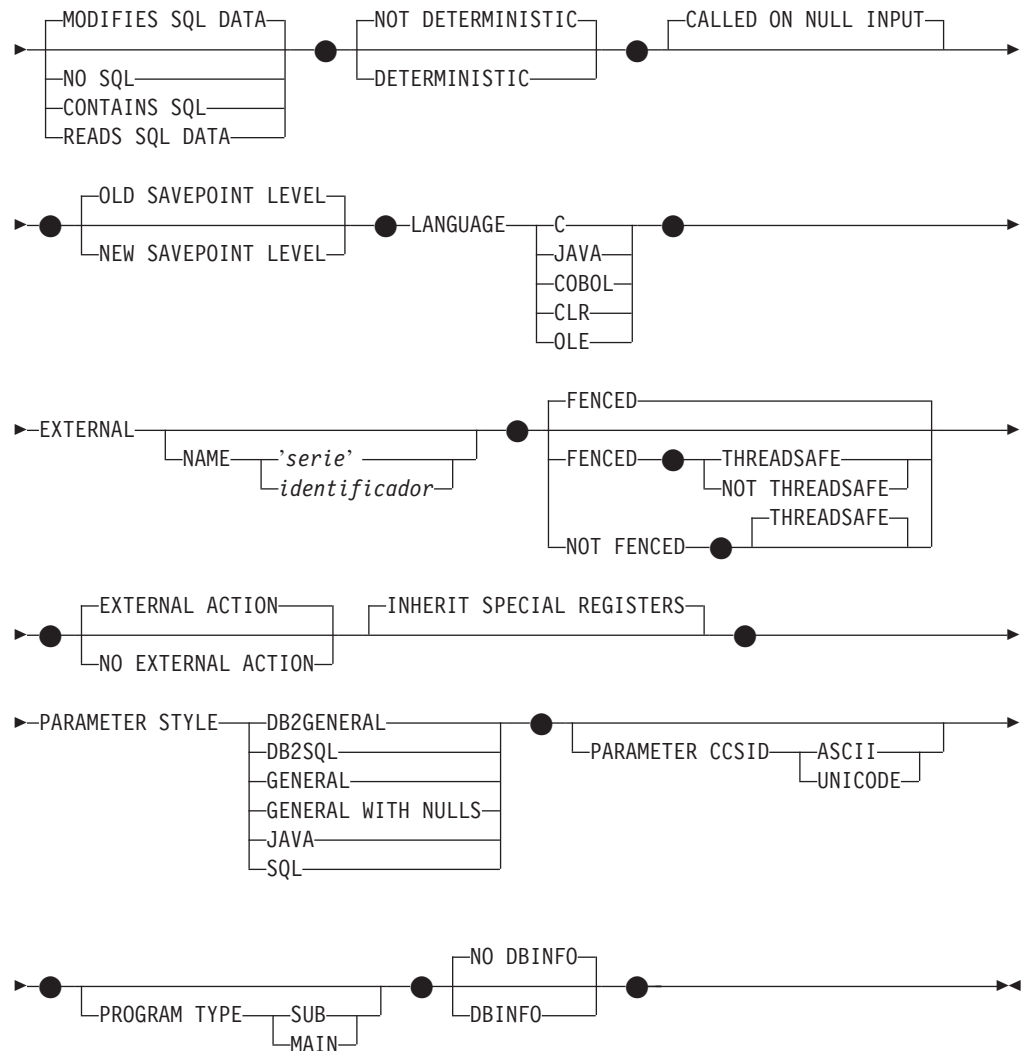 MODIFIES SQL DATA NOT DETERMINISTIC CALLED ON NULL INPUT
NO SQL DETERMINISTIC
CONTAINS SQL
READS SQL DATA
OLD SAVEPOINT LEVEL LANGUAGE C
NEW SAVEPOINT LEVEL JAVA
COBOL
CLR
OLE
FENCED
EXTERNAL
NAME 'serie' FENCED THREADSAFE
identificador NOT THREADSAFE
THREADSAFE
NOT FENCED
EXTERNAL ACTION INHERIT SPECIAL REGISTERS
NO EXTERNAL ACTION
PARAMETER STYLE DB2GENERAL
DB2SQL PARAMETER CCSID ASCII
GENERAL UNICODE
GENERAL WITH NULLS
JAVA
SQL
NO DBINFO
PROGRAM TYPE SUB DBINFO
MAIN